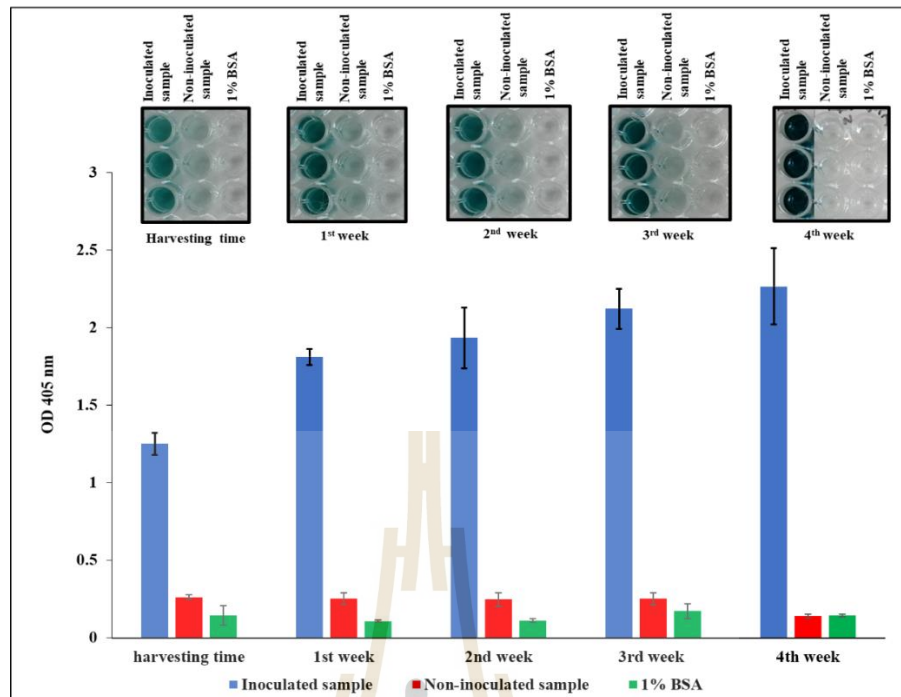 Inoculated sample
Non-inoculated sample
1% BSA
Inoculated sample
Non-inoculated sample
1% BSA
Inoculated sample
Non-inoculated sample
1% BSA
Inoculated sample
Non-inoculated sample
1% BSA
Inoculated sample
Non-inoculated sample
1% BSA
Harvesting time
1st week
2nd week
3rd week
4th week
OD 405 nm
3
2.5
2
1.5
1
0.5
0
harvesting time
1st week
2nd week
3rd week
4th week
Inoculated sample
Non-inoculated sample
1% BSA